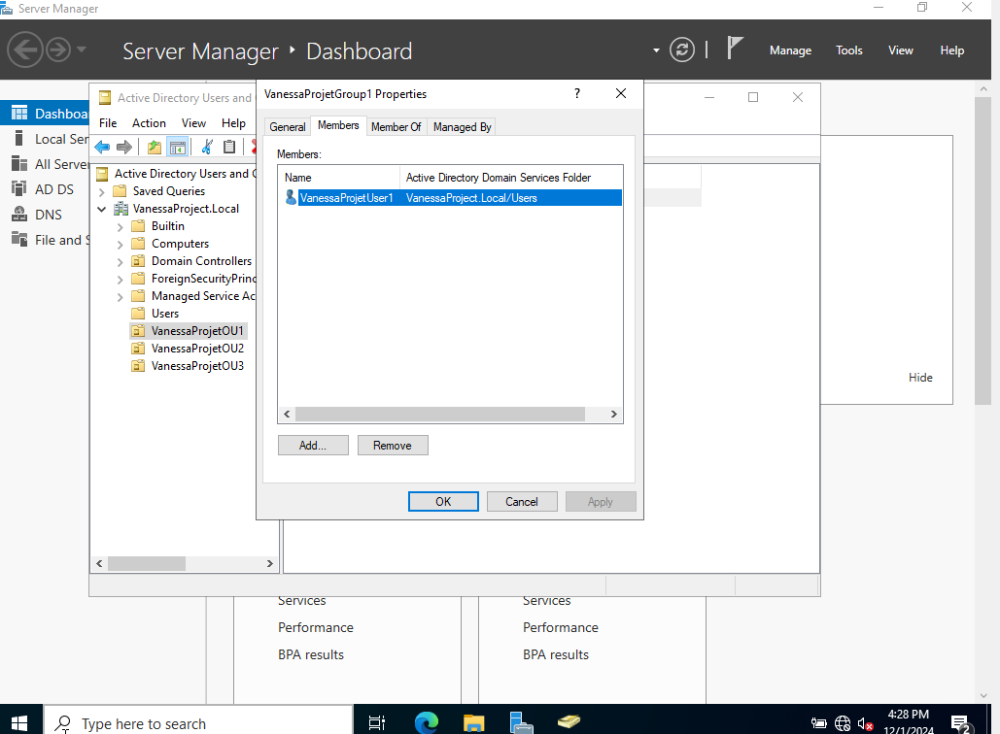 Server Manager
Server Manager ‣ Dashboard
Manage Tools View Help
Dashboa
Local Ser
All Server
AD DS
DNS
File and S
Active Directory Users and
File Action View Help
Active Directory Users and C
Saved Queries
VanessaProject.Local
Builtin
Computers
Domain Controllers
ForeignSecurityPrinc
Managed Service Ac
Users
VanessaProjetOU1
VanessaProjetOU2
VanessaProjetOU3
VanessaProjetGroup1 Properties
?
General Members Member Of Managed By
Members:
Name Active Directory Domain Services Folder
VanessaProjetUser1 VanessaProject.Local/Users
Add... Remove
OK Cancel Apply
Hide
Services Services
Performance Performance
BPA results BPA results
Type here to search
4:28 PM
12/1/2024
2